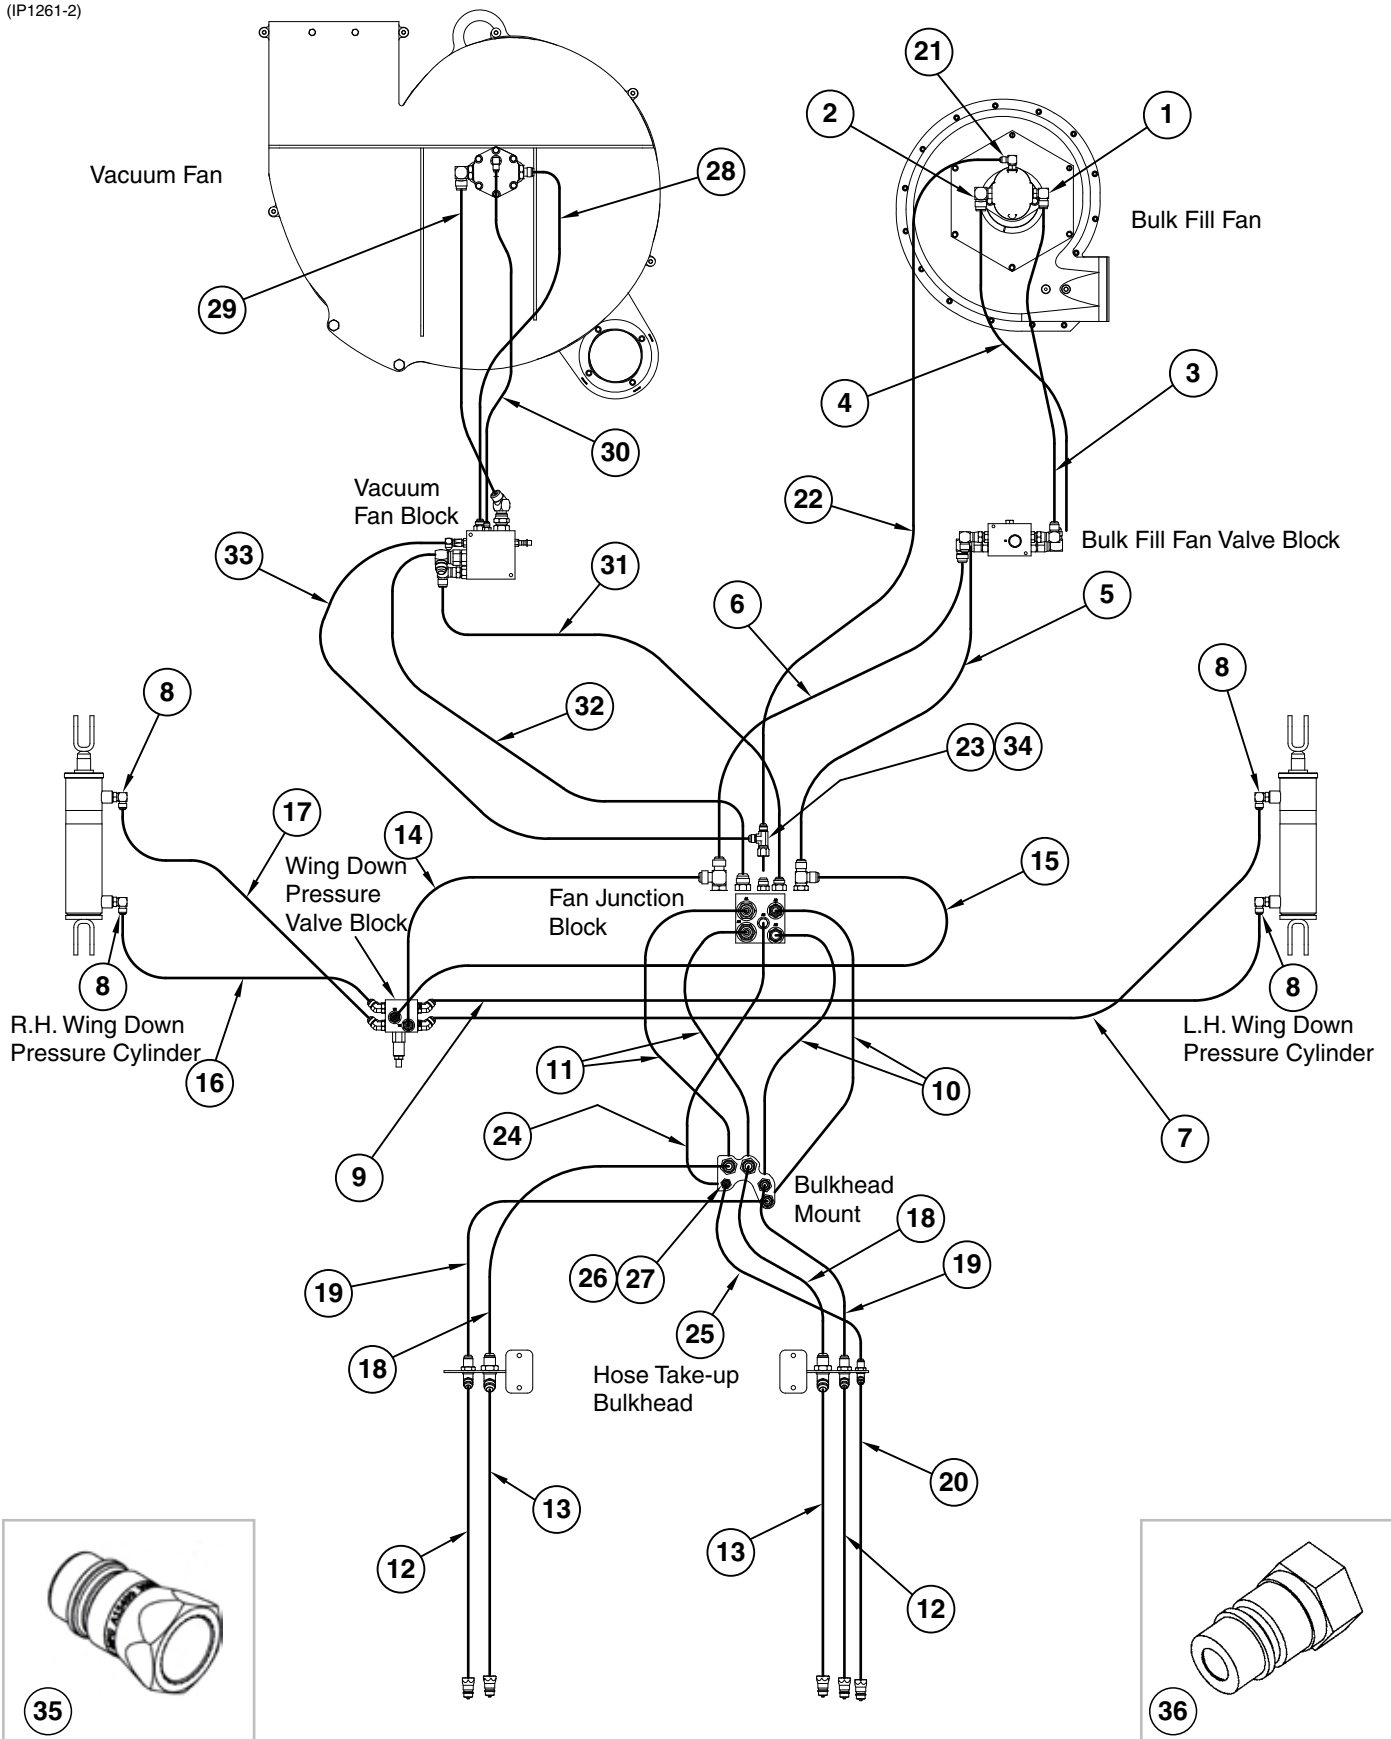 (IP1261-2)
21
2
1
Vacuum Fan
28
Bulk Fill Fan
29
4
3
30
Vacuum
Fan Block
22
Bulk Fill Fan Valve Block
33
31
6
5
8
8
32
23
34
17
14
15
Wing Down
Pressure
Valve Block
Fan Junction
Block
8
8
R.H. Wing Down
Pressure Cylinder
L.H. Wing Down
Pressure Cylinder
16
11
10
24
7
9
Bulkhead
Mount
18
19
26
27
19
25
18
Hose Take-up
Bulkhead
20
13
13
12
12
35
36